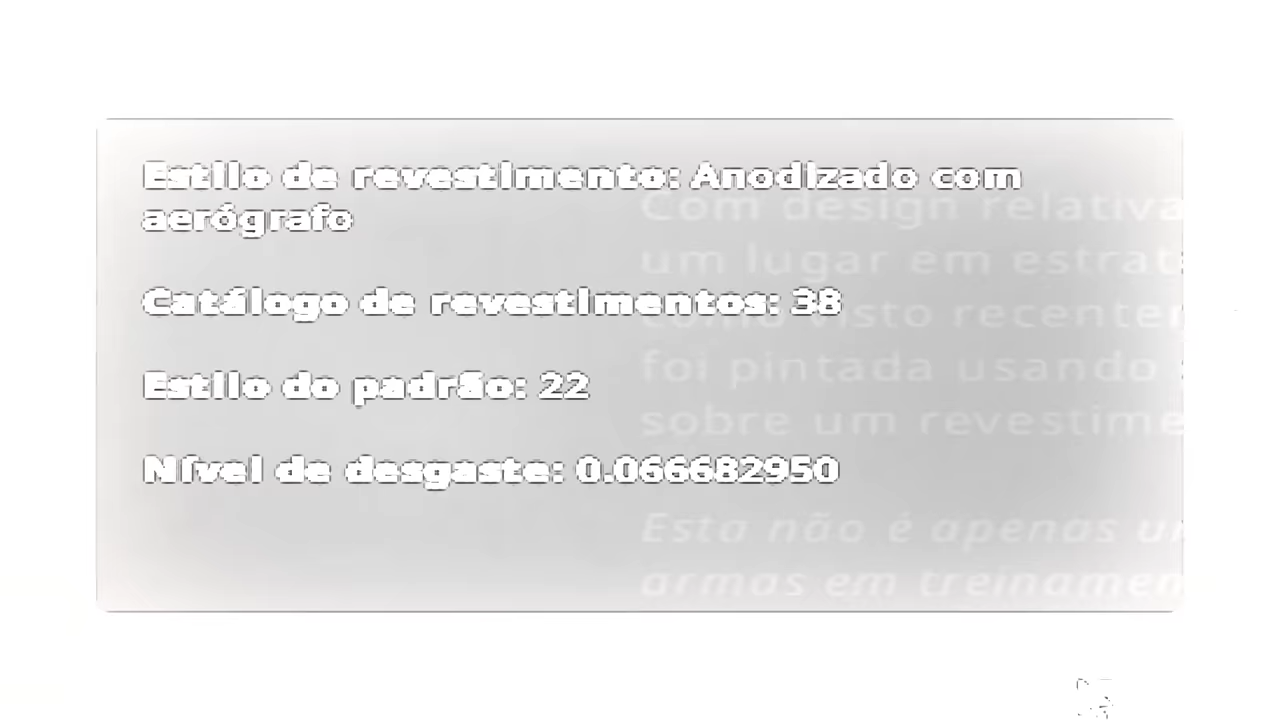 Estilo de revestimento: Anodizado com
aerógrafo
Catálogo de revestimentos: 38
Estilo do padrão: 22
Nível de desgaste: 0.066682950
Com design relativa
um lugar em estrat
como visto recente
foi pintada usando
sobre um revestime
Esta não é apenas u
armas em treinamen